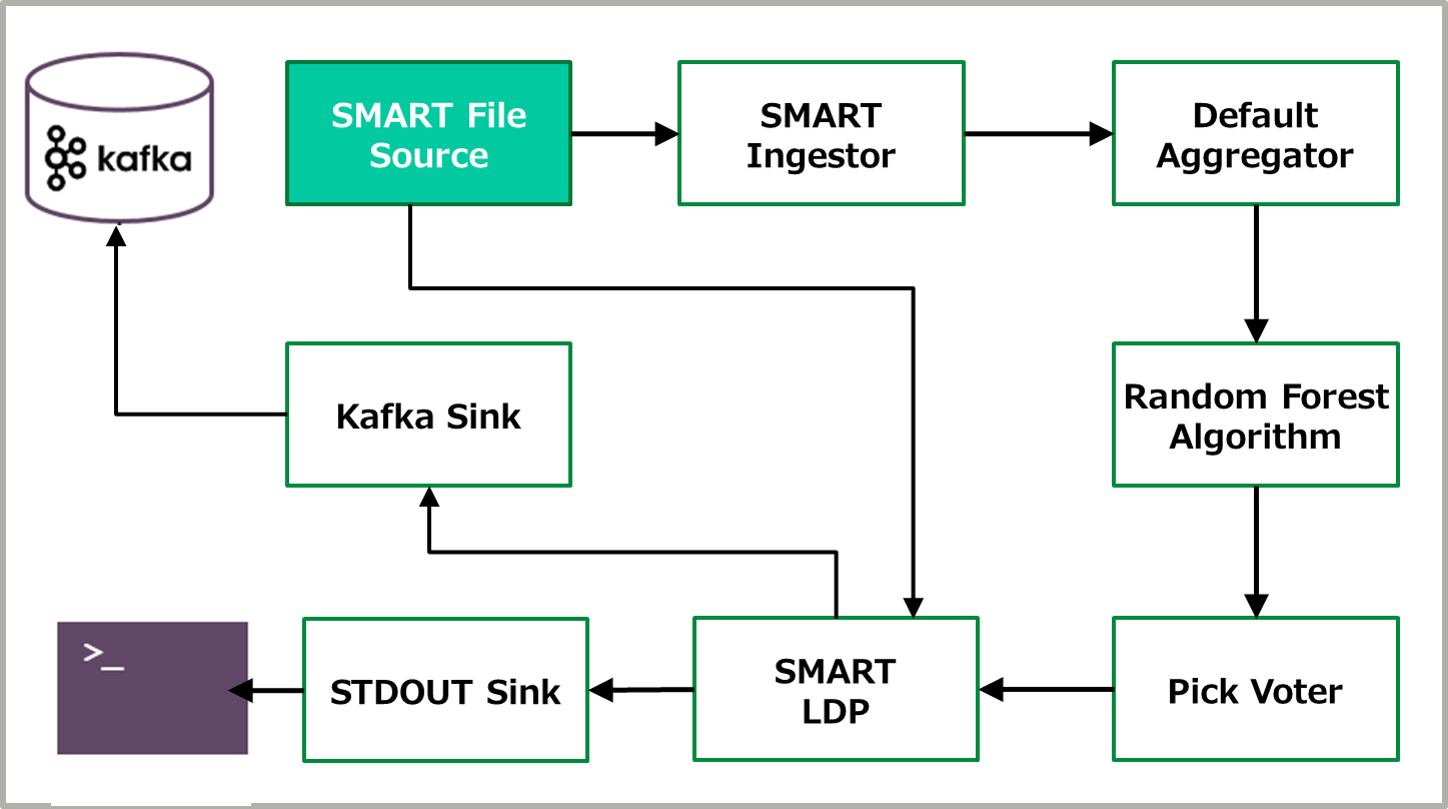 kafka
SMART File
Source
SMART
Ingestor
Default
Aggregator
Kafka Sink
Random Forest
Algorithm
>_
STDOUT Sink
SMART
LDP
Pick Voter